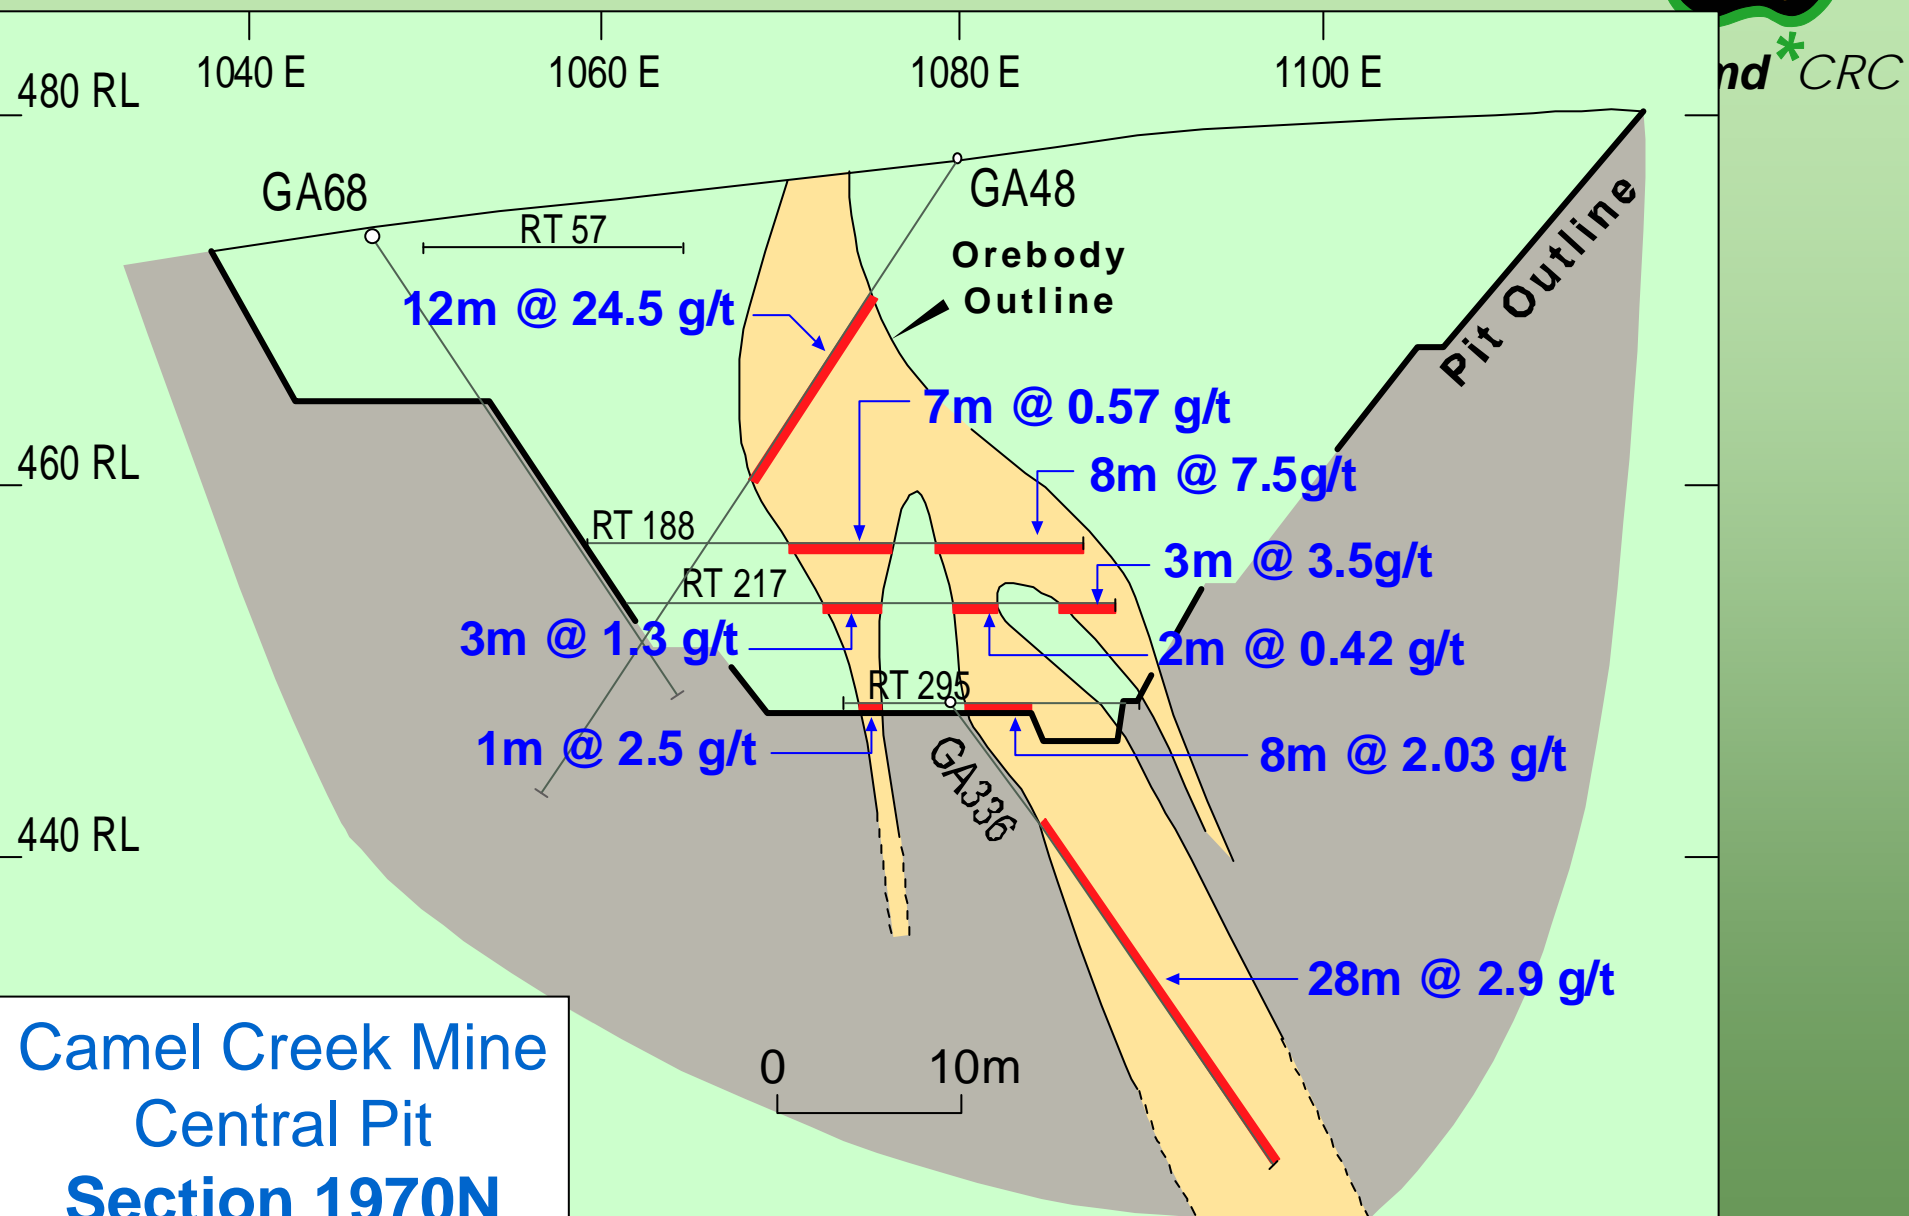 1040 E
1060 E
1080 E
1100 E
CRC
480 RL
GA68
GA48
RT 57
Orebody
Outline
Pit Outline
12m @ 24.5 g/t
7m @ 0.57 g/t
460 RL
8m @ 7.5g/t
RT 188
3m @ 3.5g/t
RT 217
3m @ 1.3 g/t
2m @ 0.42 g/t
RT 295
1m @ 2.5 g/t
GA336
8m @ 2.03 g/t
440 RL
28m @ 2.9 g/t
0 10m
Camel Creek Mine
Central Pit
Section 1970N